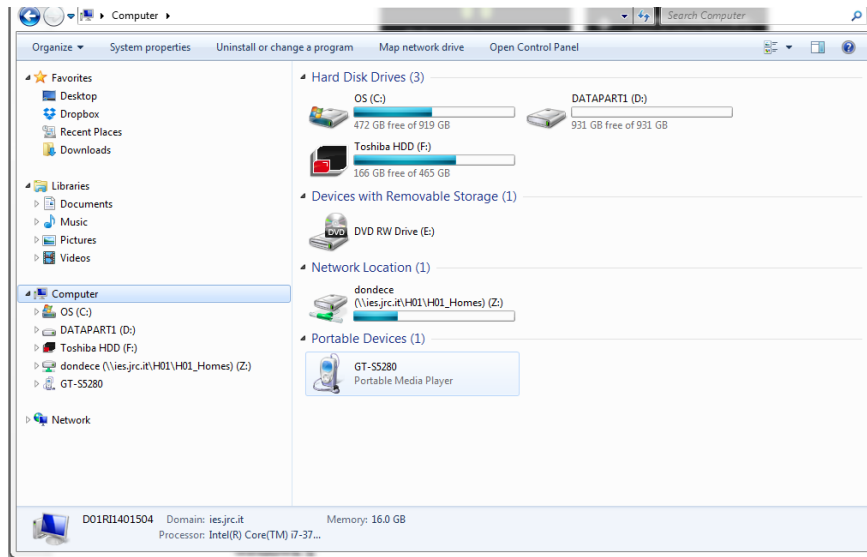 Computer
Search Computer
Organize
System properties
Uninstall or change a program
Map network drive
Open Control Panel
Favorites
Desktop
Dropbox
Recent Places
Downloads
Libraries
Documents
Music
Pictures
Videos
Computer
OS (C:)
DATAPART1 (D:)
Toshiba HDD (F:)
dondece (\\ies.jrc.it\H01\H01_Homes) (Z:)
GT-S5280
Network
Hard Disk Drives (3)
OS (C:)
472 GB free of 919 GB
DATAPART1 (D:)
931 GB free of 931 GB
Toshiba HDD (F:)
166 GB free of 465 GB
Devices with Removable Storage (1)
DVD
DVD RW Drive (E:)
Network Location (1)
dondece
(\\ies.jrc.it\H01\H01_Homes) (Z:)
Portable Devices (1)
GT-S5280
Portable Media Player
D01RI1401504 Domain: ies.jrc.it Memory: 16.0 GB
Processor: Intel(R) Core(TM) i7-37...